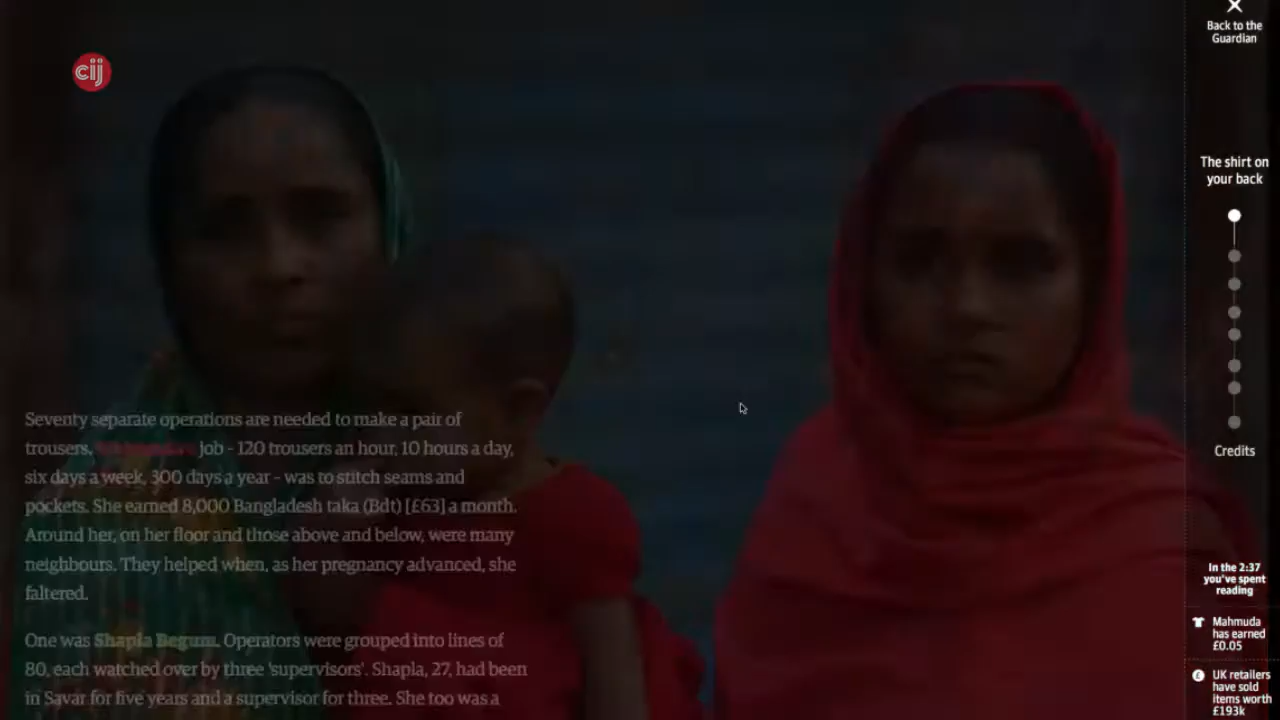 cij
Seventy separate operations are needed to make a pair of
trousers. job - 120 trousers an hour, 10 hours a day,
six days a week, 300 days a year - was to stitch seams and
pockets. She earned 8,000 Bangladesh taka (Bdt) [£63] a month.
Around her, on her floor and those above and below, were many
neighbours. They helped when, as her pregnancy advanced, she
faltered.
One was Shapla Begum. Operators were grouped into lines of
80, each watched over by three 'supervisors'. Shapla, 27, had been
in Savar for five years and a supervisor for three. She too was a
Back to the
Guardian
The shirt on
your back
Credits
In the 2:37
you've spent
reading
Mahmuda
has earned
£0.05
£ UK retailers
have sold
items worth
£193k